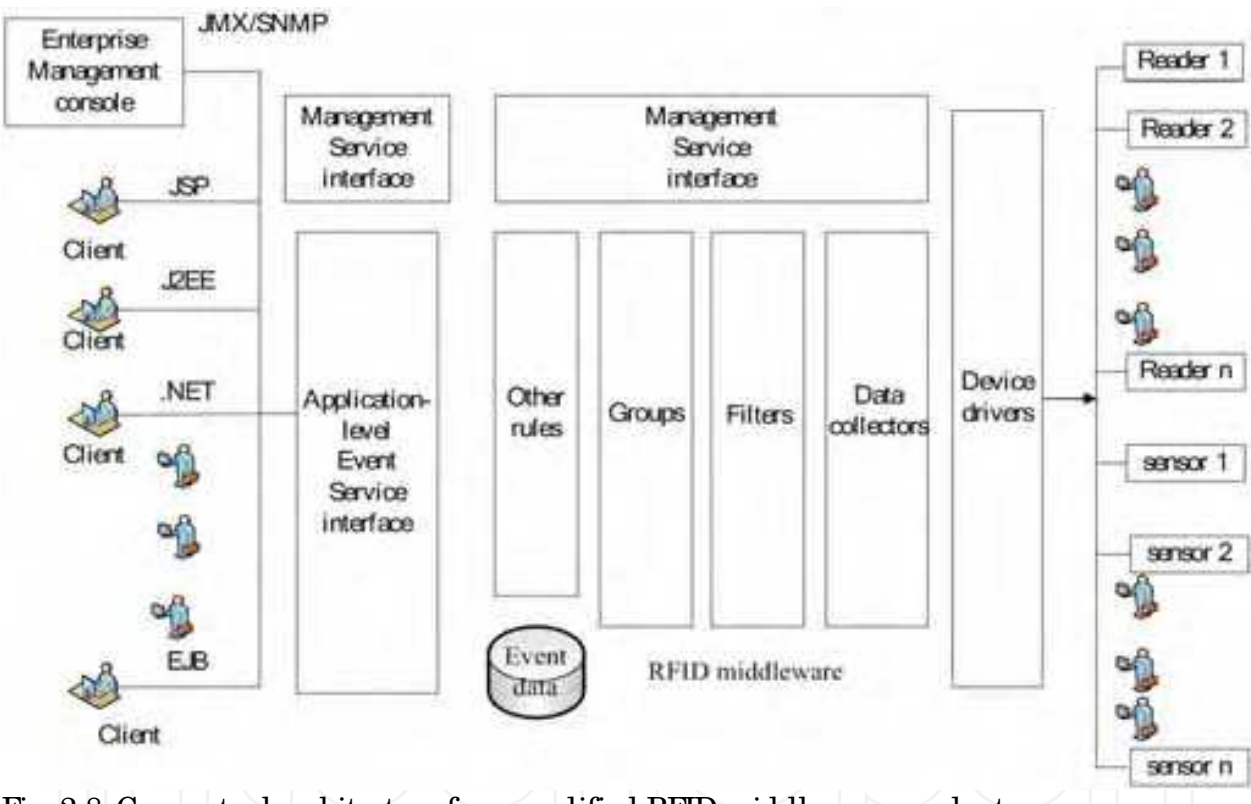 JMX/SNMP
Enterprise
Management
console
JSP
Client
J2EE
Client
.NET
Client
EJB
Client
Management
Service
interface
Application-
level
Event
Service
interface
Management
Service
interface
Other
rules
Groups
Filters
Data
collectors
Event
data
RFID middleware
Device
drivers
Reader 1
Reader 2
Reader n
sensor 1
sensor 2
sensor n